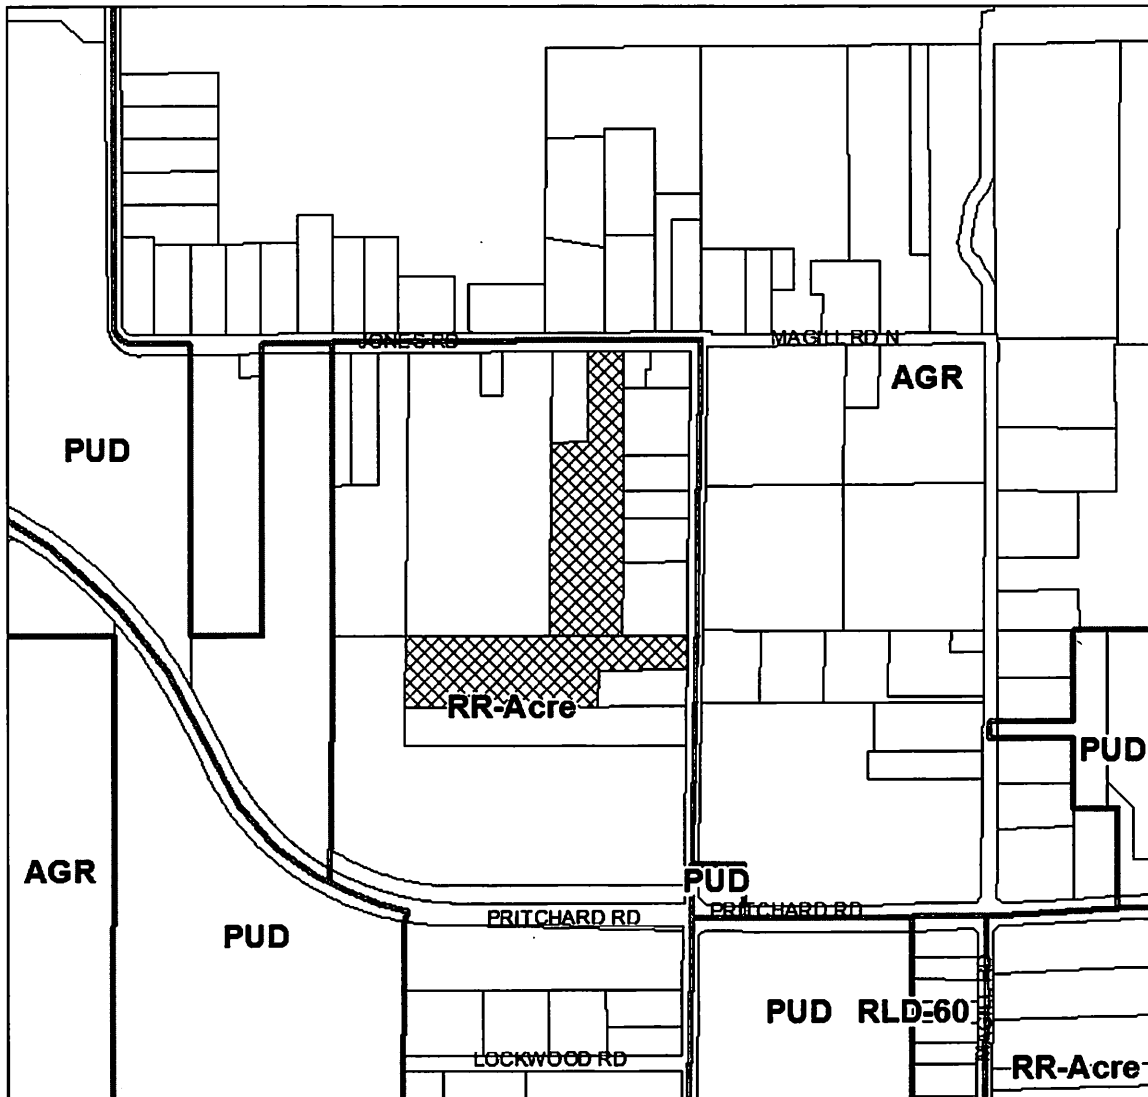 JONES RD
MAGILL RD N
AGR
PUD
RR-Acre
PUD
AGR
PUD
PRITCHARD RD
PRITCHARD RD
PUD
PUD
RLD-60
LOCKWOOD RD
RR-Acre